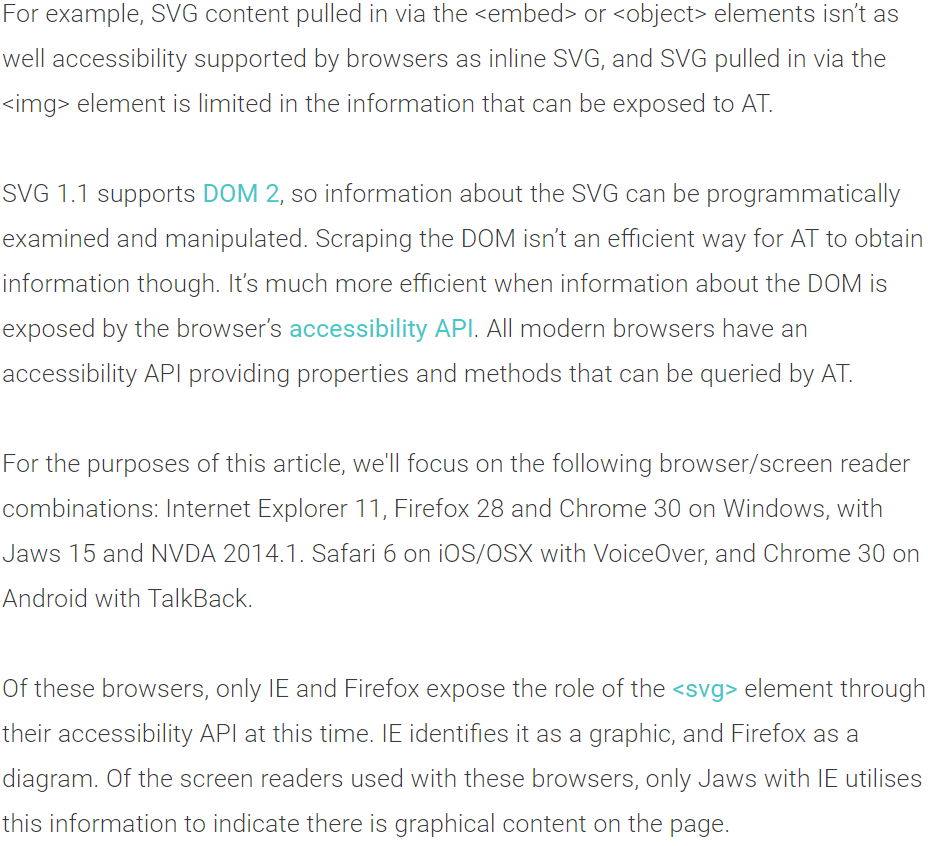 For example, SVG content pulled in via the <embed> or <object> elements isn’t as
well accessibility supported by browsers as inline SVG, and SVG pulled in via the
<img> element is limited in the information that can be exposed to AT.
SVG 1.1 supports DOM 2, so information about the SVG can be programmatically
examined and manipulated. Scraping the DOM isn’t an efficient way for AT to obtain
information though. It’s much more efficient when information about the DOM is
exposed by the browser’s accessibility API. All modern browsers have an
accessibility API providing properties and methods that can be queried by AT.
For the purposes of this article, we'll focus on the following browser/screen reader
combinations: Internet Explorer 11, Firefox 28 and Chrome 30 on Windows, with
Jaws 15 and NVDA 2014.1. Safari 6 on iOS/OSX with VoiceOver, and Chrome 30 on
Android with TalkBack.
Of these browsers, only IE and Firefox expose the role of the <svg> element through
their accessibility API at this time. IE identifies it as a graphic, and Firefox as a
diagram. Of the screen readers used with these browsers, only Jaws with IE utilises
this information to indicate there is graphical content on the page.